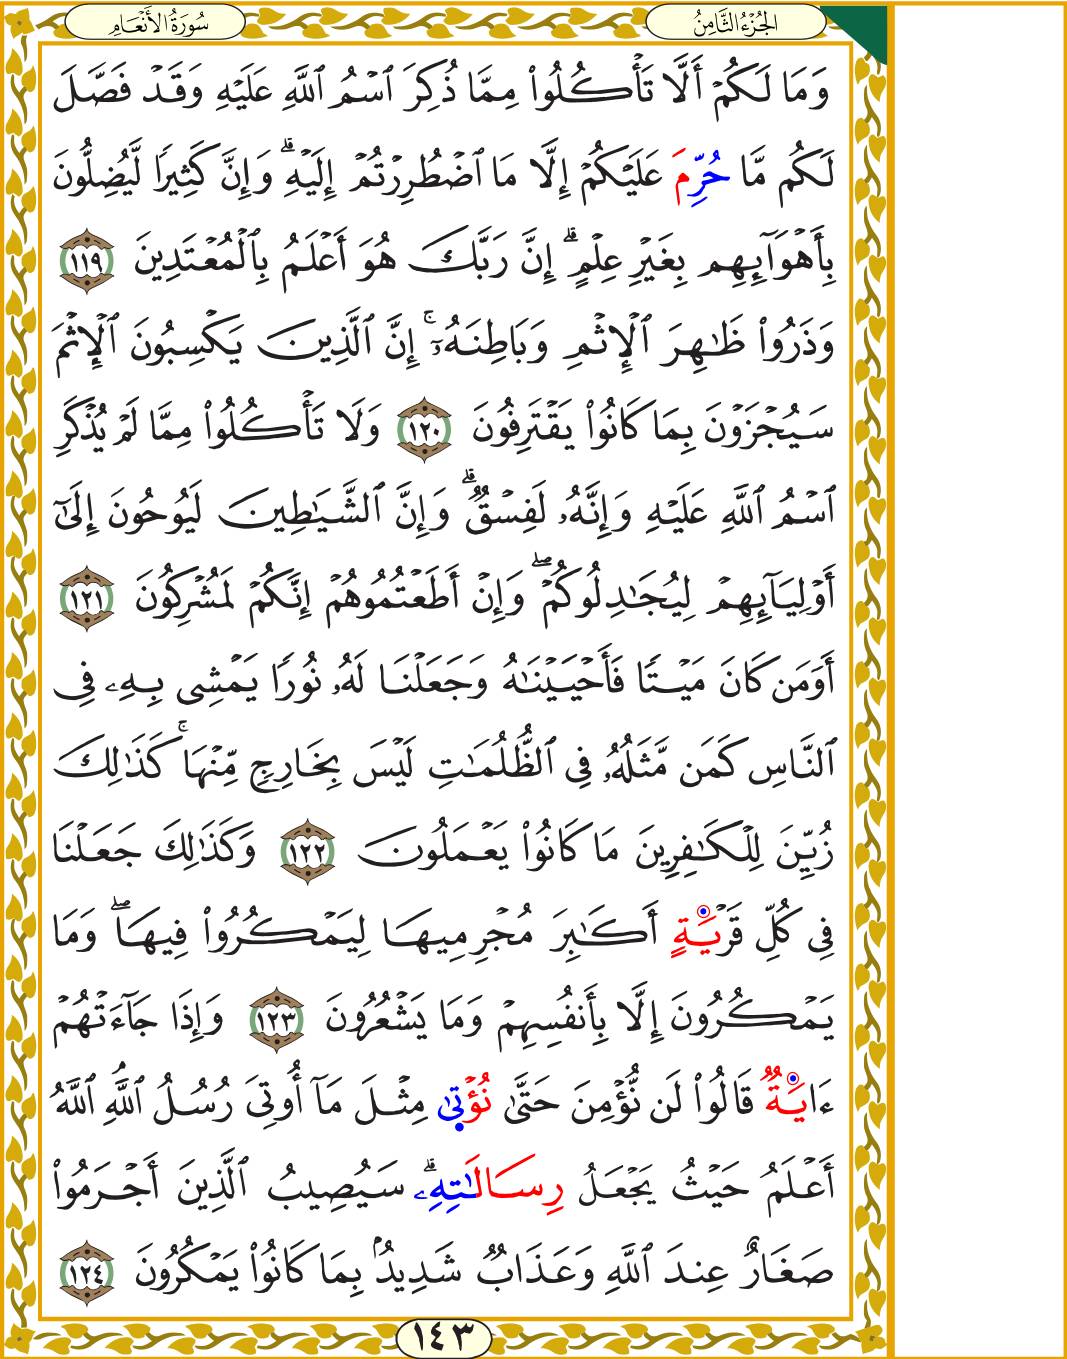 الجُزْءُ الثَّامِنُ
سُورَةُ الأَنْعَامِ
وَمَا لَكُمْ أَلَّا تَأْكُلُوا۟ مِمَّا ذُكِرَ ٱسْمُ ٱللَّهِ عَلَيْهِ وَقَدْ فَصَّلَ
لَكُم مَّا حُرِّمَ عَلَيْكُمْ إِلَّا مَا ٱضْطُرِرْتُمْ إِلَيْهِ ۗ وَإِنَّ كَثِيرًا لَّيُضِلُّونَ
بِأَهْوَآئِهِم بِغَيْرِ عِلْمٍ ۗ إِنَّ رَبَّكَ هُوَ أَعْلَمُ بِٱلْمُعْتَدِينَ ١١٩
وَذَرُوا۟ ظَٰهِرَ ٱلْإِثْمِ وَبَاطِنَهُۥٓ ۚ إِنَّ ٱلَّذِينَ يَكْسِبُونَ ٱلْإِثْمَ
سَيُجْزَوْنَ بِمَا كَانُوا۟ يَقْتَرِفُونَ ١٢٠ وَلَا تَأْكُلُوا۟ مِمَّا لَمْ يُذْكَرِ
ٱسْمُ ٱللَّهِ عَلَيْهِ وَإِنَّهُۥ لَفِسْقٌ ۗ وَإِنَّ ٱلشَّيَٰطِينَ لَيُوحُونَ إِلَىٰٓ
أَوْلِيَآئِهِمْ لِيُجَٰدِلُوكُمْ ۖ وَإِنْ أَطَعْتُمُوهُمْ إِنَّكُمْ لَمُشْرِكُونَ ١٢١
أَوَمَن كَانَ مَيْتًا فَأَحْيَيْنَٰهُ وَجَعَلْنَا لَهُۥ نُورًا يَمْشِى بِهِۦ فِى
ٱلنَّاسِ كَمَن مَّثَلُهُۥ فِى ٱلظُّلُمَٰتِ لَيْسَ بِخَارِجٍ مِّنْهَا ۚ كَذَٰلِكَ
زُيِّنَ لِلْكَٰفِرِينَ مَا كَانُوا۟ يَعْمَلُونَ ١٢٢ وَكَذَٰلِكَ جَعَلْنَا
فِى كُلِّ قَرْيَةٍ أَكَٰبِرَ مُجْرِمِيهَا لِيَمْكُرُوا۟ فِيهَا ۖ وَمَا
يَمْكُرُونَ إِلَّا بِأَنفُسِهِمْ وَمَا يَشْعُرُونَ ١٢٣ وَإِذَا جَآءَتْهُمْ
ءَايَةٌ قَالُوا۟ لَن نُّؤْمِنَ حَتَّىٰ نُؤْتَىٰ مِثْلَ مَآ أُوتِىَ رُسُلُ ٱللَّهِ ۘ ٱللَّهُ
أَعْلَمُ حَيْثُ يَجْعَلُ رِسَالَٰتِهِۦ ۗ سَيُصِيبُ ٱلَّذِينَ أَجْرَمُوا۟
صَغَارٌ عِندَ ٱللَّهِ وَعَذَابٌ شَدِيدٌۢ بِمَا كَانُوا۟ يَمْكُرُونَ ١٢٤
١٤٣